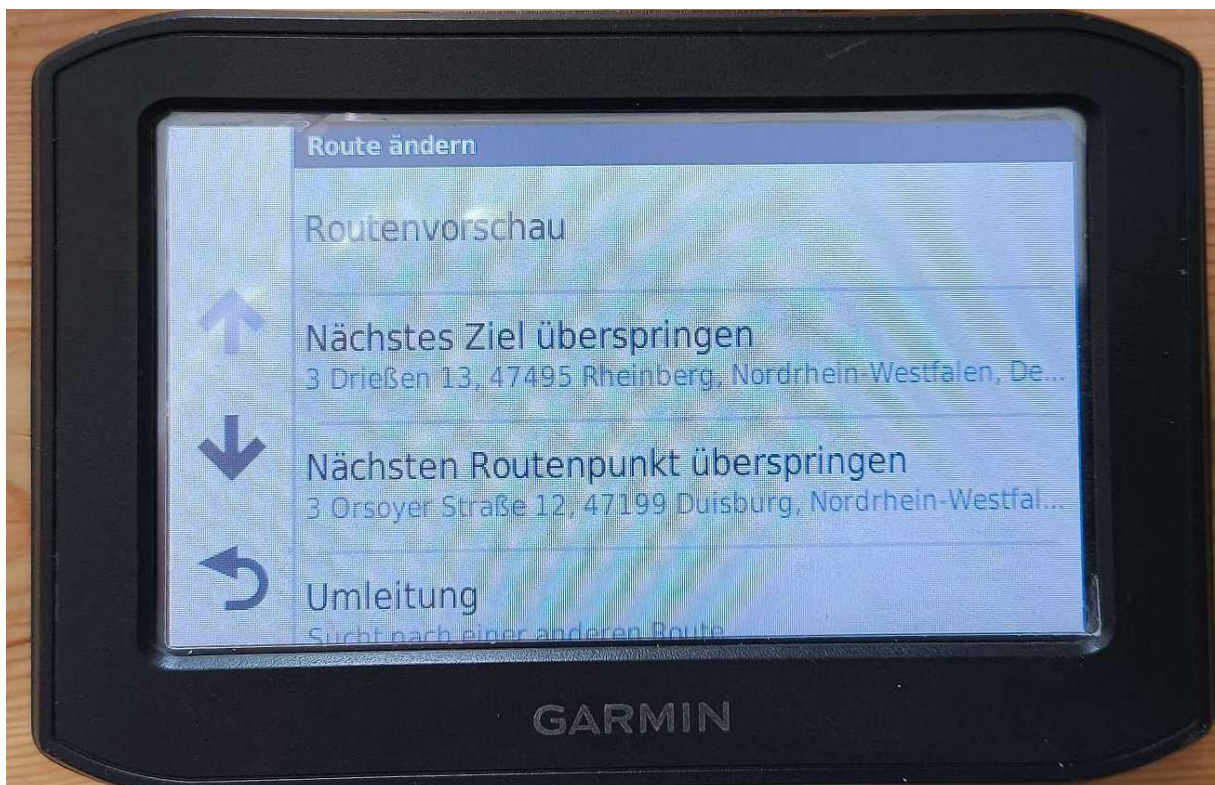 Route ändern
Routenvorschau
Nächstes Ziel überspringen
3 Drießen 13, 47495 Rheinberg, Nordrhein-Westfalen, De...
Nächsten Routenpunkt überspringen
3 Orsoyer Straße 12, 47199 Duisburg, Nordrhein-Westfal...
Umleitung
Sucht nach einer anderen Route
GARMIN